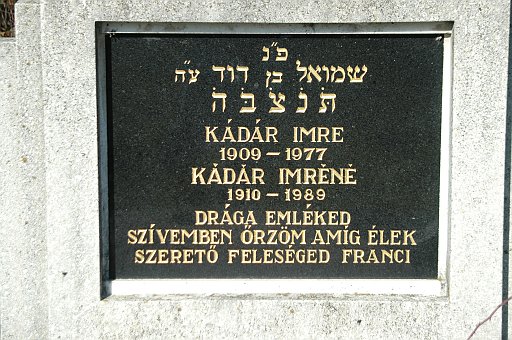 פ״נ
שמואל בן דוד ע״ה
תנצבה
KÁDÁR IMRE
1909 – 1977
KÁDÁR IMRÉNÉ
1910 – 1989
DRÁGA EMLÉKED
SZÍVEMBEN ŐRZÖM AMÍG ÉLEK
SZERETŐ FELESÉGED FRANCI